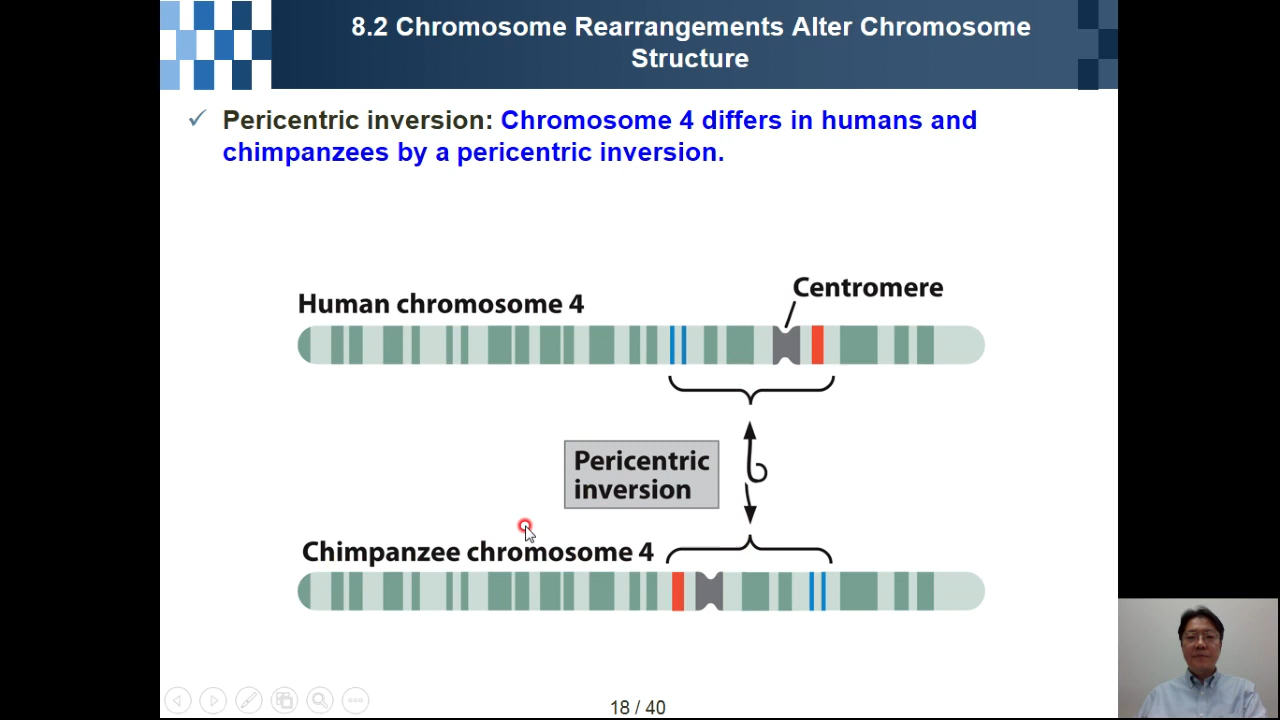 8.2 Chromosome Rearrangements Alter Chromosome
Structure
✓ Pericentric inversion: Chromosome 4 differs in humans and
chimpanzees by a pericentric inversion.
Centromere
Human chromosome 4
Pericentric
inversion
Chimpanzee chromosome 4
18 / 40